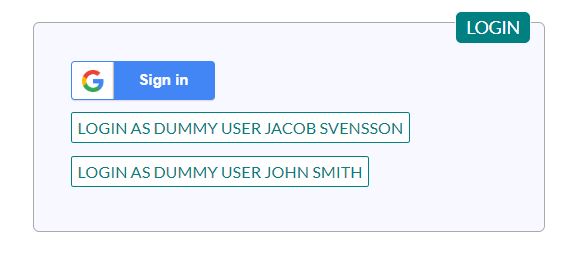 LOGIN
Sign in
LOGIN AS DUMMY USER JACOB SVENSSON
LOGIN AS DUMMY USER JOHN SMITH